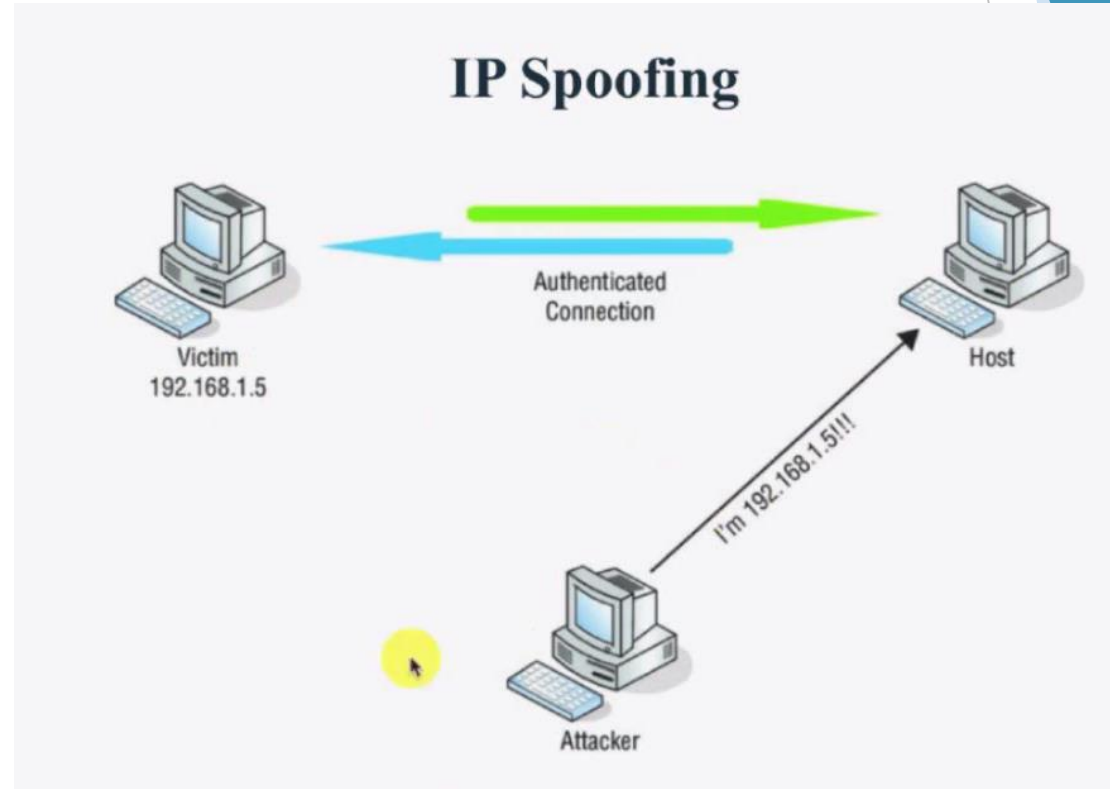 IP Spoofing
Authenticated
Connection
Victim
192.168.1.5
Host
I'm 192.168.1.5!!!
Attacker